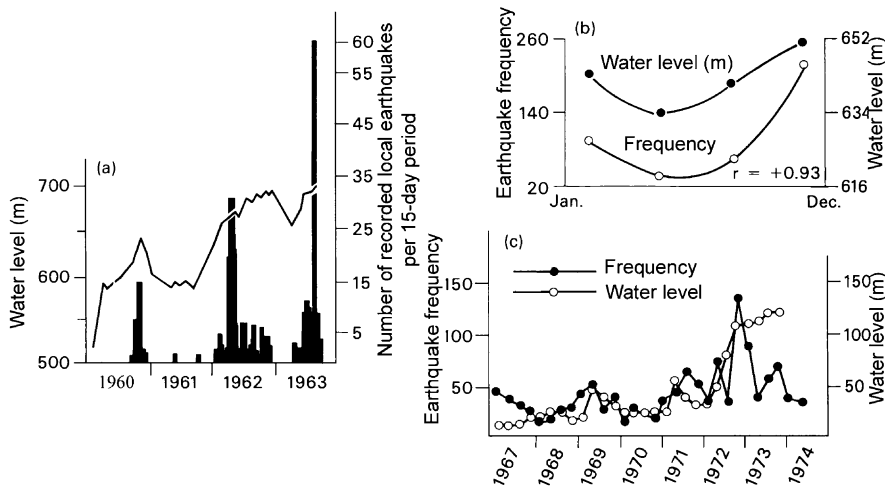 (a)
Water level (m)
700
600
500
60
55
45
35
25
15
5
Number of recorded local earthquakes
per 15-day period
1960
1961
1962
1963
(b)
Earthquake frequency
260
140
20
Water level (m)
Frequency
r = +0.93
652
634
616
Water level (m)
Jan.
Dec.
(c)
Frequency
Water level
Earthquake frequency
150
100
50
150
100
50
Water level (m)
1967
1968
1969
1970
1971
1972
1973
1974